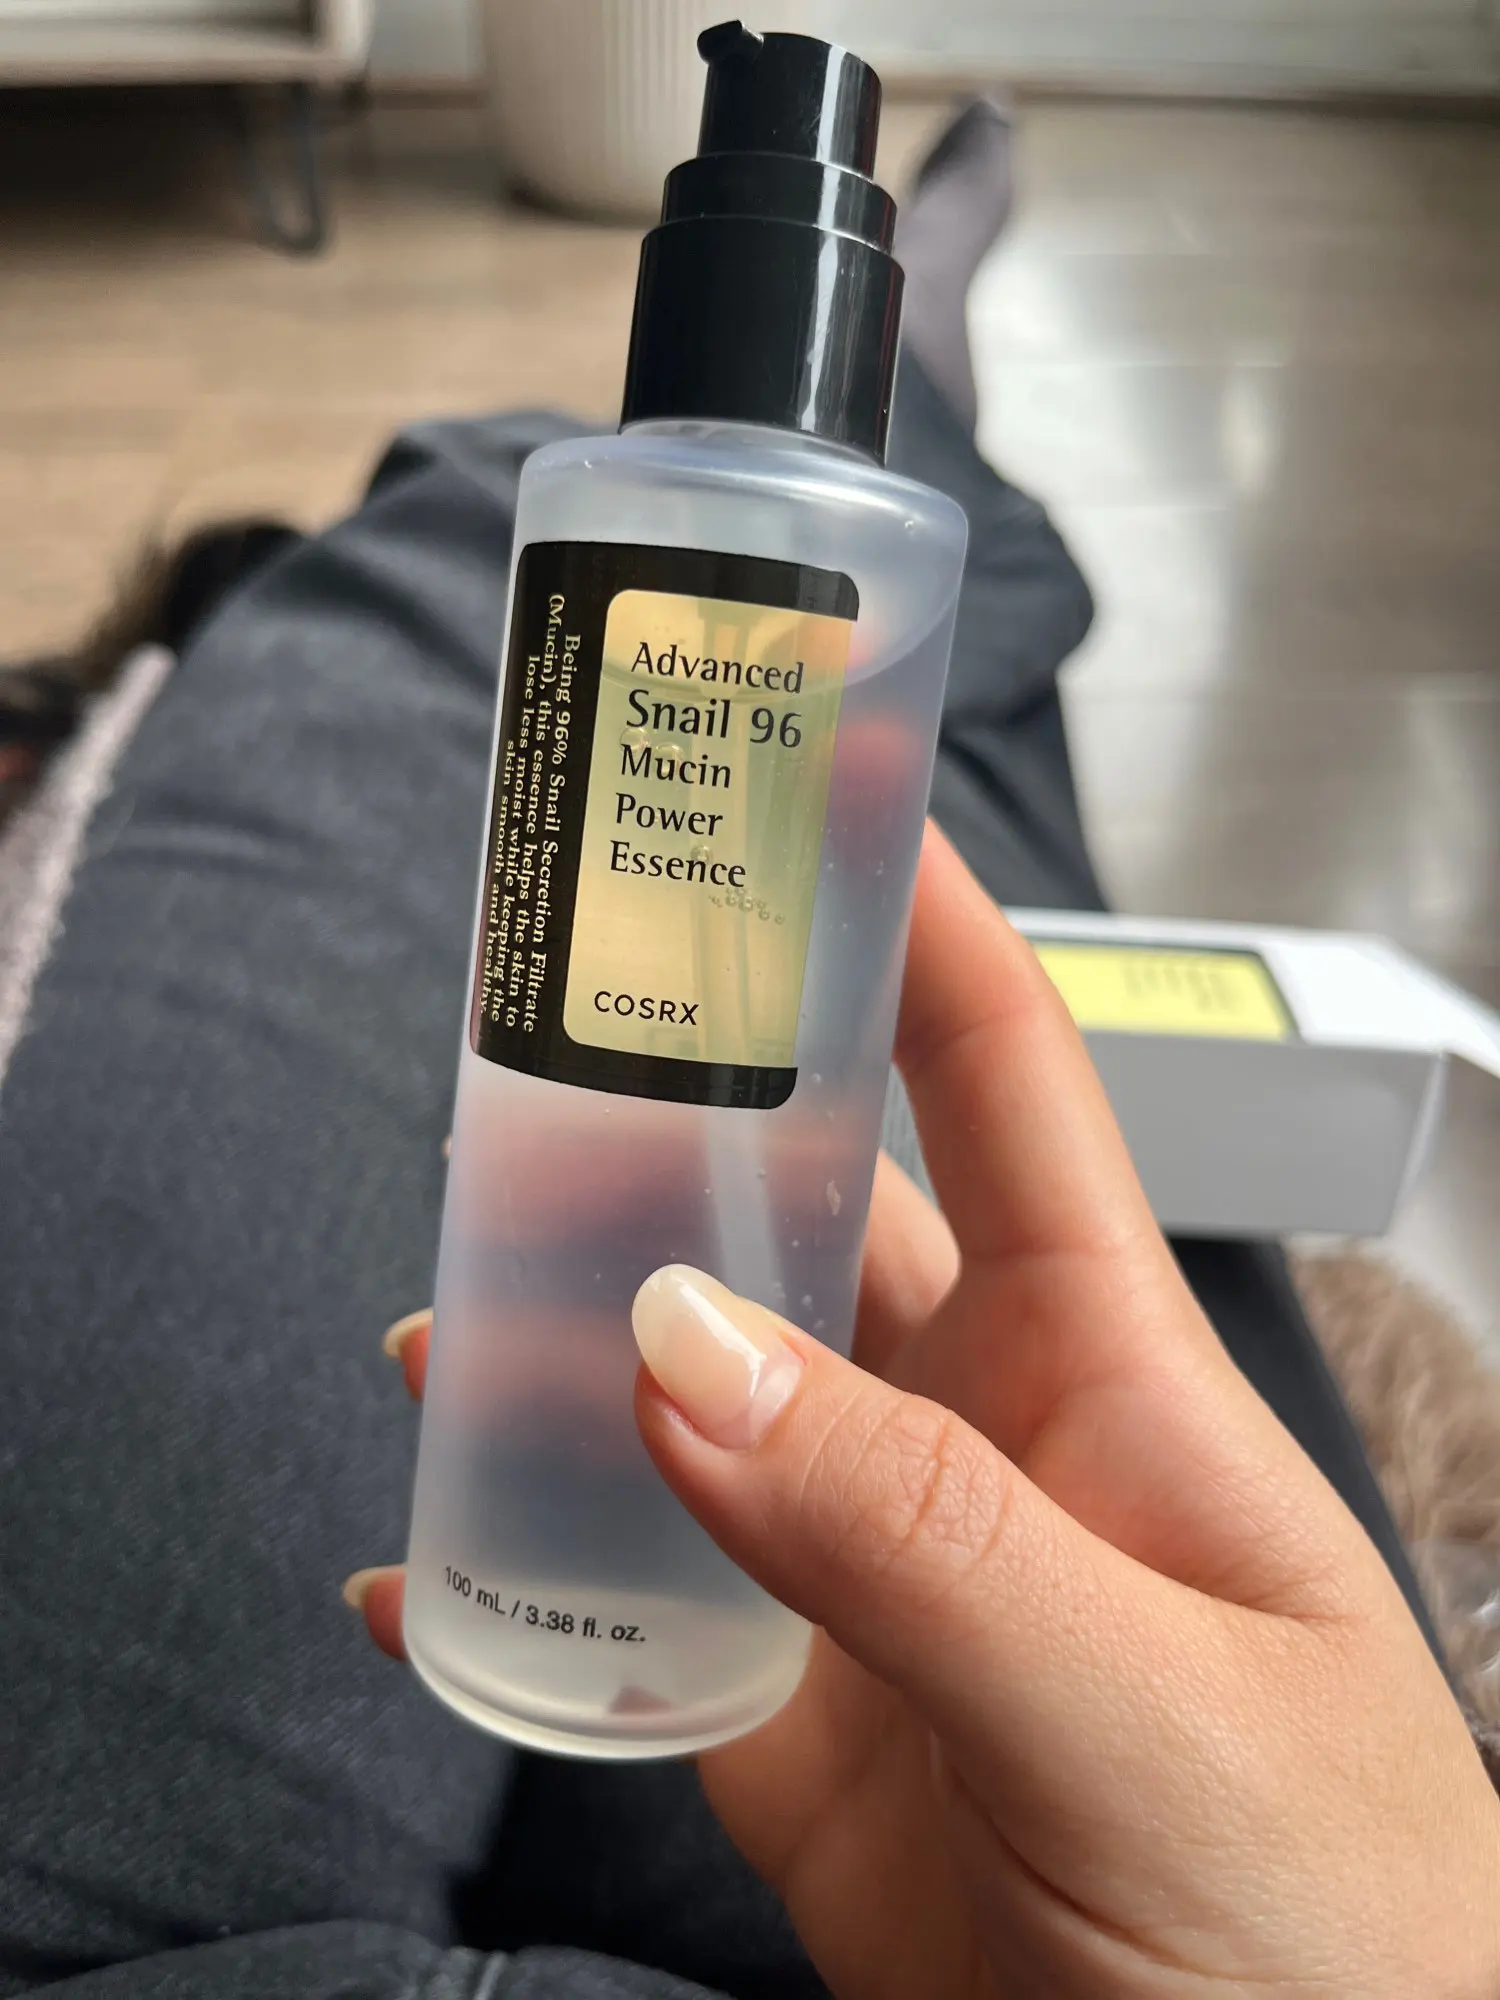 Advanced
Snail 96
Mucin
Power
Essence
COSRX
Being 96% Snail Secretion Filtrate
(Mucin), this essence helps the skin to
lose less moist while keeping the
skin smooth and healthy.
100 mL / 3.38 fl. oz.